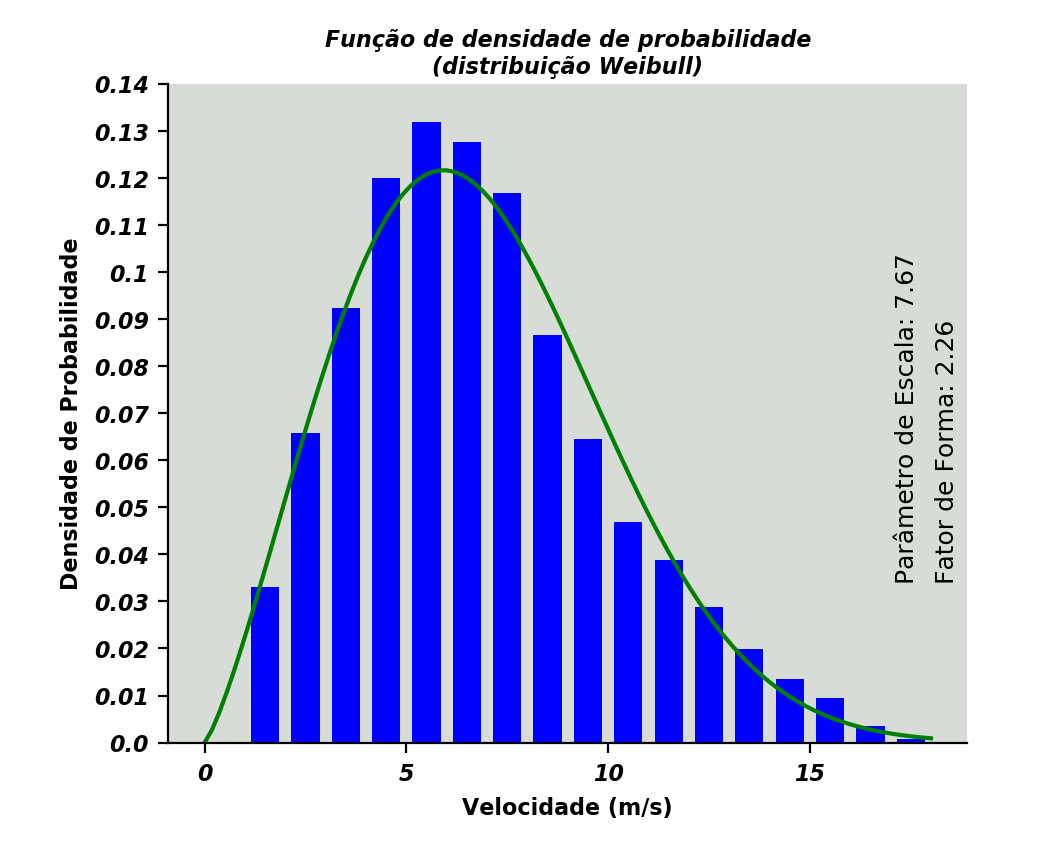 Função de densidade de probabilidade
(distribuição Weibull)
0.14
0.13
0.12
0.11
0.1
0.09
0.08
0.07
0.06
0.05
0.04
0.03
0.02
0.01
0.0
Densidade de Probabilidade
Parâmetro de Escala: 7.67
Fator de Forma: 2.26
0 5 10 15
Velocidade (m/s)